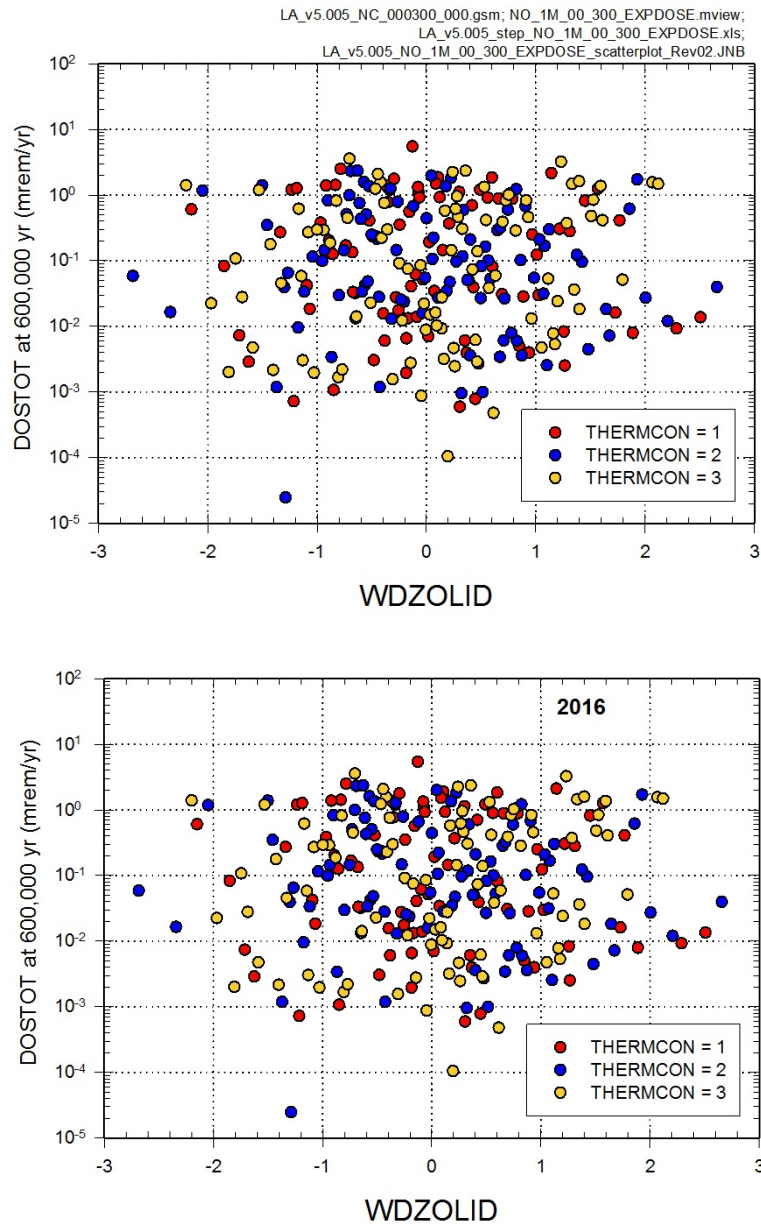 LA_v5.005_NC_000300_000.gsm; NO_1M_00_300_EXPDOSE.mview;
LA_v5.005_step_NO_1M_00_300_EXPDOSE.xls;
LA_v5.005_NO_1M_00_300_EXPDOSE_scatterplot_Rev02.JNB
DOSTOT at 600,000 yr (mrem/yr)
10²
10¹
10⁰
10⁻¹
10⁻²
10⁻³
10⁻⁴
10⁻⁵
THERMCON = 1
THERMCON = 2
THERMCON = 3
-3 -2 -1 0 1 2 3
WDZOLID
DOSTOT at 600,000 yr (mrem/yr)
10²
2016
10¹
10⁰
10⁻¹
10⁻²
10⁻³
10⁻⁴
10⁻⁵
THERMCON = 1
THERMCON = 2
THERMCON = 3
-3 -2 -1 0 1 2 3
WDZOLID